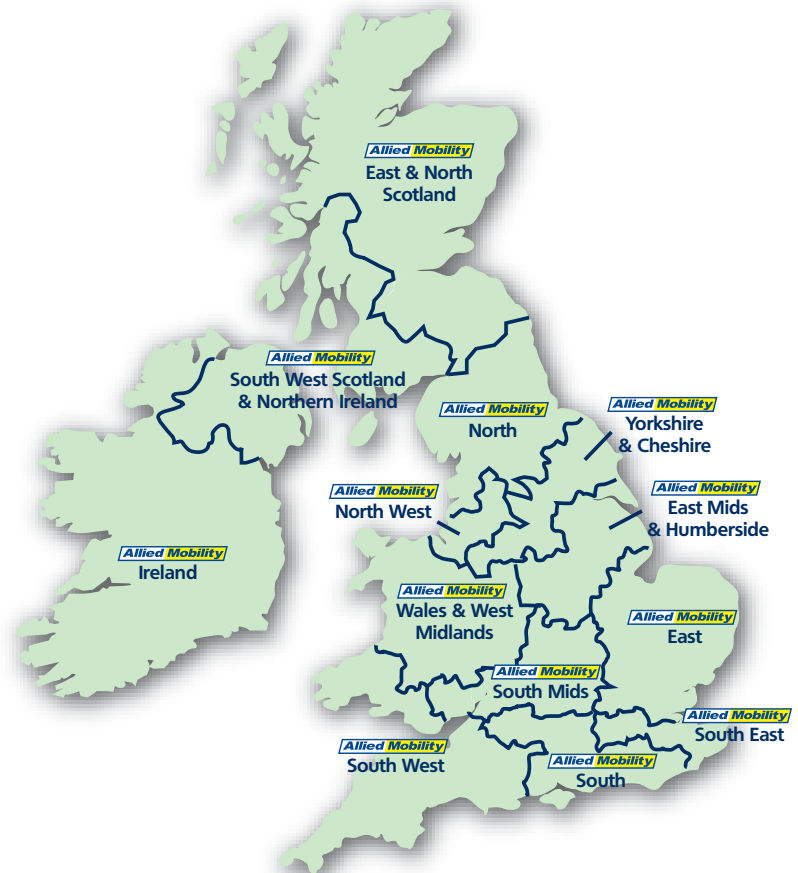 Allied Mobility
East & North
Scotland
Allied Mobility
South West Scotland
& Northern Ireland
Allied Mobility
North
Allied Mobility
Yorkshire
& Cheshire
Allied Mobility
North West
Allied Mobility
East Mids
& Humberside
Allied Mobility
Ireland
Allied Mobility
Wales & West
Midlands
Allied Mobility
East
Allied Mobility
South Mids
Allied Mobility
South East
Allied Mobility
South West
Allied Mobility
South